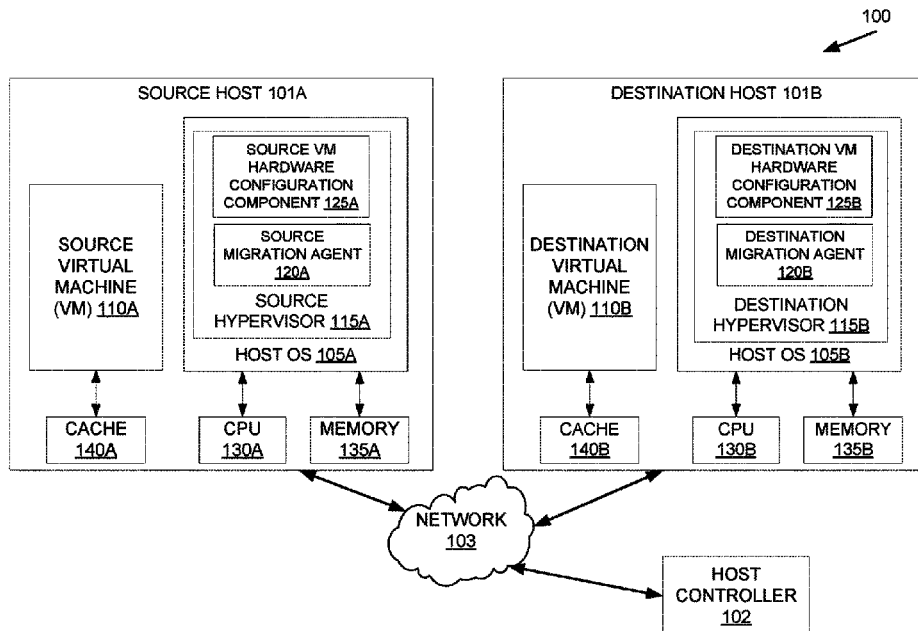 100
SOURCE HOST 101A
SOURCE VM
HARDWARE
CONFIGURATION
COMPONENT 125A
SOURCE
MIGRATION AGENT
120A
SOURCE
HYPERVISOR 115A
HOST OS 105A
SOURCE
VIRTUAL
MACHINE
(VM) 110A
CACHE
140A
CPU
130A
MEMORY
135A
DESTINATION HOST 101B
DESTINATION VM
HARDWARE
CONFIGURATION
COMPONENT 125B
DESTINATION
MIGRATION AGENT
120B
DESTINATION
HYPERVISOR 115B
HOST OS 105B
DESTINATION
VIRTUAL
MACHINE
(VM) 110B
CACHE
140B
CPU
130B
MEMORY
135B
NETWORK
103
HOST
CONTROLLER
102